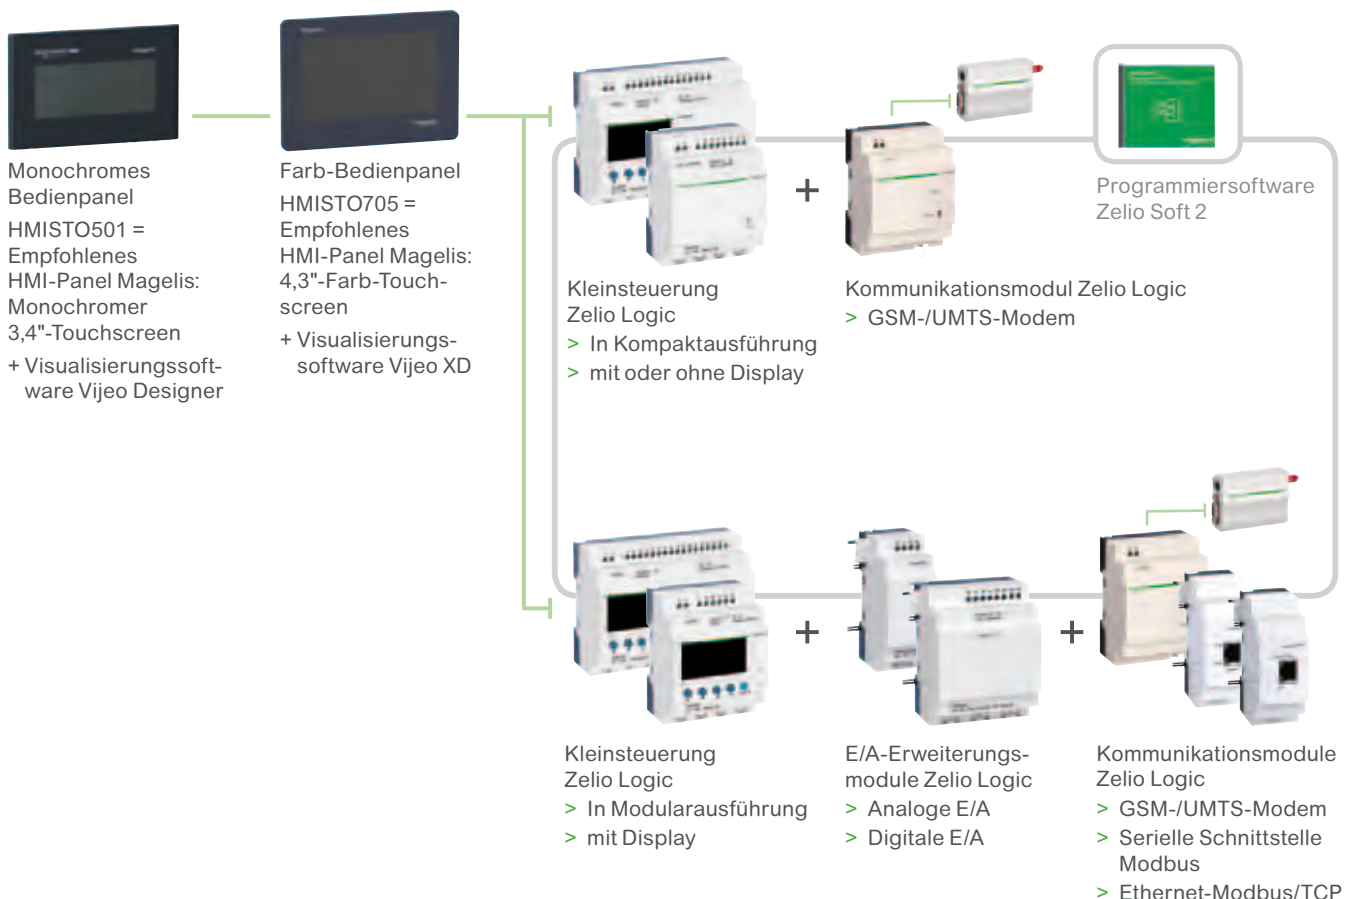 Monochromes
Bedienpanel
HMISTO501 =
Empfohlenes
HMI-Panel Magelis:
Monochromer
3,4"-Touchscreen
+ Visualisierungssoft-
ware Vijeo Designer
Farb-Bedienpanel
HMISTO705 =
Empfohlenes
HMI-Panel Magelis:
4,3"-Farb-Touch-
screen
+ Visualisierungs-
software Vijeo XD
Kleinsteuerung
Zelio Logic
> In Kompaktausführung
> mit oder ohne Display
+
Kommunikationsmodul Zelio Logic
> GSM-/UMTS-Modem
Programmiersoftware
Zelio Soft 2
Kleinsteuerung
Zelio Logic
> In Modularausführung
> mit Display
+
E/A-Erweiterungs-
module Zelio Logic
> Analoge E/A
> Digitale E/A
+
Kommunikationsmodule
Zelio Logic
> GSM-/UMTS-Modem
> Serielle Schnittstelle
Modbus
> Ethernet-Modbus/TCP